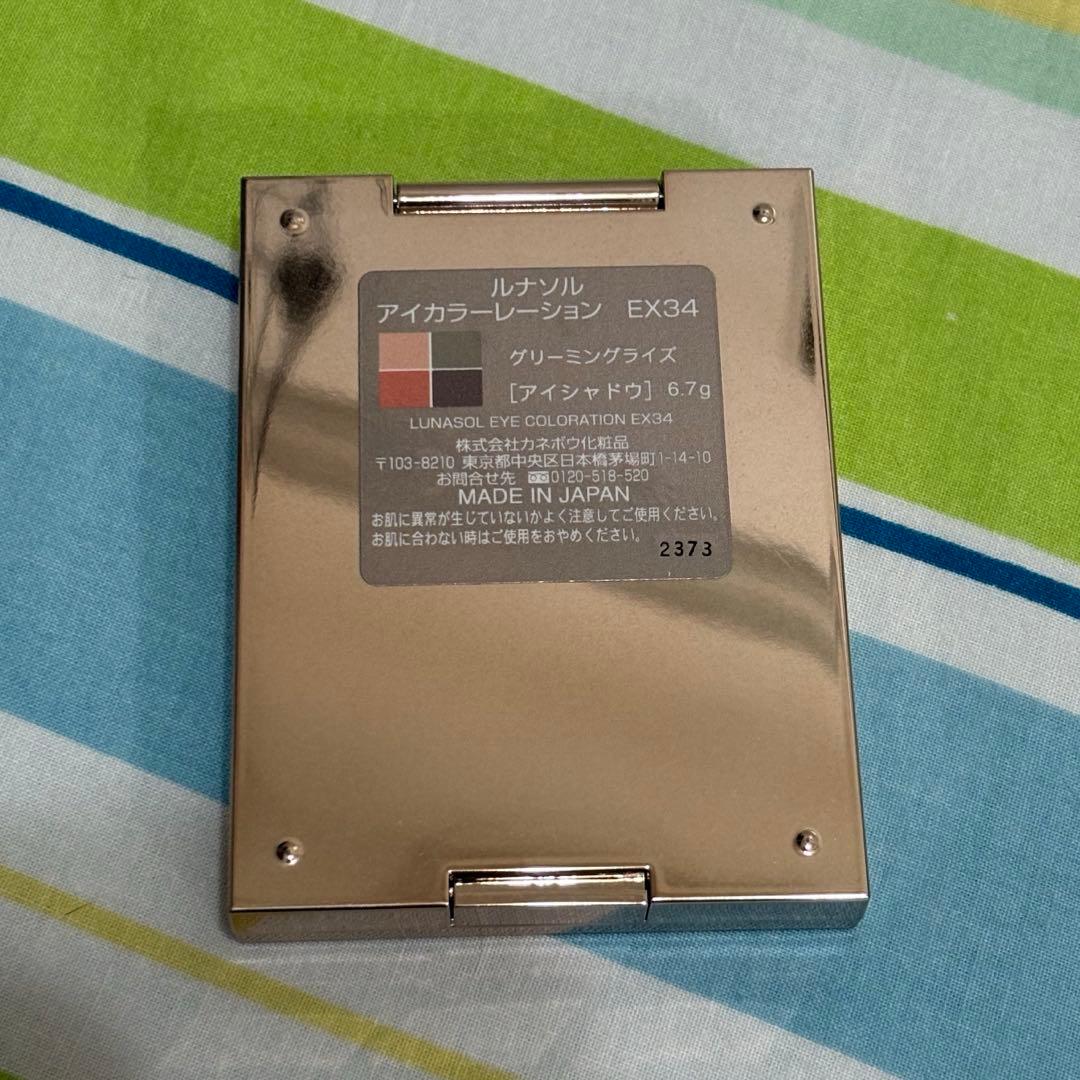 ルナソル
アイカラーレーション EX34
グリーミングライズ
[アイシャドウ] 6.7g
LUNASOL EYE COLORATION EX34
株式会社カネボウ化粧品
〒103-8210 東京都中央区日本橋茅場町1-14-10
お問合せ先 0120-518-520
MADE IN JAPAN
お肌に異常が生じていないかよく注意してご使用ください。
お肌に合わない時はご使用をおやめください。
2373